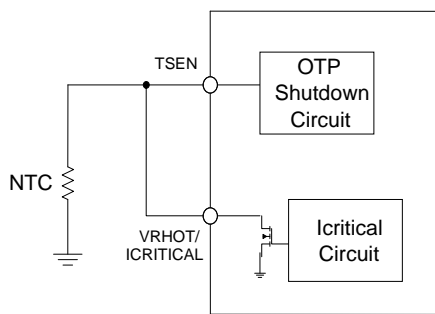 TSEN
OTP
Shutdown
Circuit
NTC
VRHOT/
ICRITICAL
Icritical
Circuit